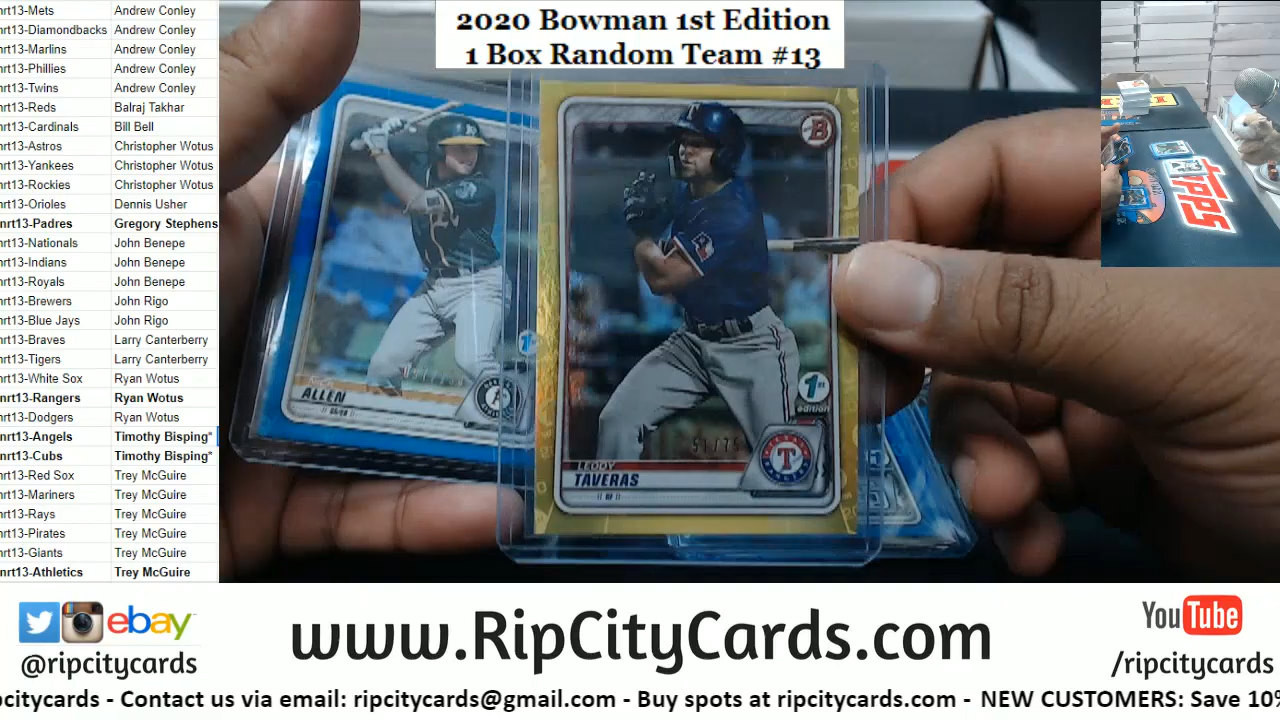 2020 Bowman 1st Edition
1 Box Random Team #13
nrt13-Mets Andrew Conley
nrt13-Diamondbacks Andrew Conley
nrt13-Marlins Andrew Conley
nrt13-Phillies Andrew Conley
nrt13-Twins Andrew Conley
nrt13-Reds Balraj Takhar
nrt13-Cardinals Bill Bell
nrt13-Astros Christopher Wotus
nrt13-Yankees Christopher Wotus
nrt13-Rockies Christopher Wotus
nrt13-Orioles Dennis Usher
nrt13-Padres Gregory Stephens
nrt13-Nationals John Benepe
nrt13-Indians John Benepe
nrt13-Royals John Benepe
nrt13-Brewers John Rigo
nrt13-Blue Jays John Rigo
nrt13-Braves Larry Canterberry
nrt13-Tigers Larry Canterberry
nrt13-White Sox Ryan Wotus
nrt13-Rangers Ryan Wotus
nrt13-Dodgers Ryan Wotus
nrt13-Angels Timothy Bisping*
nrt13-Cubs Timothy Bisping*
nrt13-Red Sox Trey McGuire
nrt13-Mariners Trey McGuire
nrt13-Rays Trey McGuire
nrt13-Pirates Trey McGuire
nrt13-Giants Trey McGuire
nrt13-Athletics Trey McGuire
ALLEN
B
T
1st
edition
51/75
LEODY
TAVERAS
T
TOPPS
ebay
@ripcitycards
www.RipCityCards.com
YouTube
/ripcitycards
pcitycards - Contact us via email: ripcitycards@gmail.com - Buy spots at ripcitycards.com - NEW CUSTOMERS: Save 10%